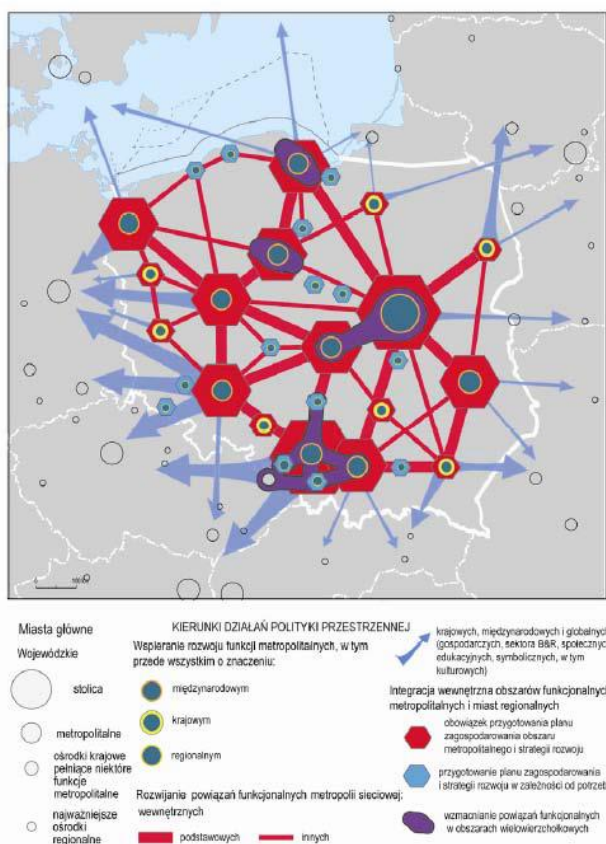 Miasta główne
Wojewódzkie
stolica
metropolitalne
ośrodki krajowe
pełniące niektóre
funkcje
metropolitalne
najważniejsze
ośrodki
regionalne
KIERUNKI DZIAŁAŃ POLITYKI PRZESTRZENNEJ
Wspieranie rozwoju funkcji metropolitalnych, w tym
przede wszystkim o znaczeniu:
międzynarodowym
krajowym
regionalnym
Rozwijanie powiązań funkcjonalnych metropolii sieciowej:
wewnętrznych
podstawowych
innych
krajowych, międzynarodowych i globalnych
(gospodarczych, sektora B&R, społecznych
edukacyjnych, symbolicznych, w tym
kulturowych)
Integracja wewnętrzna obszarów funkcjonalnych
metropolitalnych i miast regionalnych
obowiązek przygotowania planu
zagospodarowania obszaru
metropolitalnego i strategii rozwoju
przygotowanie planu zagospodarowania
i strategii rozwoju w zależności od potrzeb
wzmacnianie powiązań funkcjonalnych
w obszarach wielowierzchołkowych